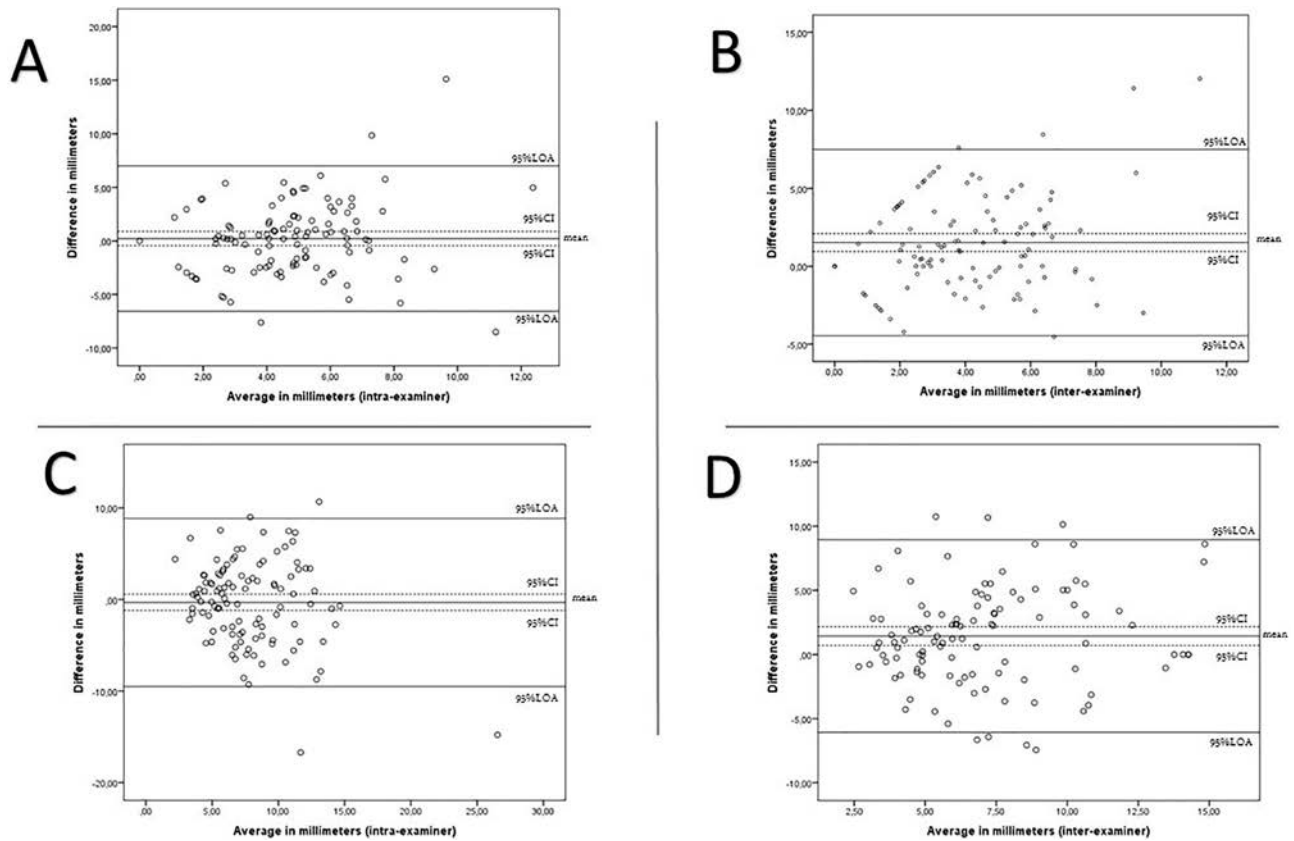 A
Difference in millimeters
20,00
15,00
10,00
5,00
,00
-5,00
-10,00
95%LOA
95%CI
mean
95%CI
95%LOA
,00 2,00 4,00 6,00 8,00 10,00 12,00
Average in millimeters (intra-examiner)
B
Difference in millimeters
15,00
10,00
5,00
0,00
-5,00
95%LOA
95%CI
mean
95%CI
95%LOA
,00 2,00 4,00 6,00 8,00 10,00 12,00
Average in millimeters (inter-examiner)
C
Difference in millimeters
10,00
,00
-10,00
-20,00
95%LOA
95%CI
mean
95%CI
95%LOA
,00 5,00 10,00 15,00 20,00 25,00 30,00
Average in millimeters (intra-examiner)
D
Difference in millimeters
15,00
10,00
5,00
,00
-5,00
-10,00
95%LOA
95%CI
mean
95%CI
95%LOA
2,50 5,00 7,50 10,00 12,50 15,00
Average in millimeters (inter-examiner)